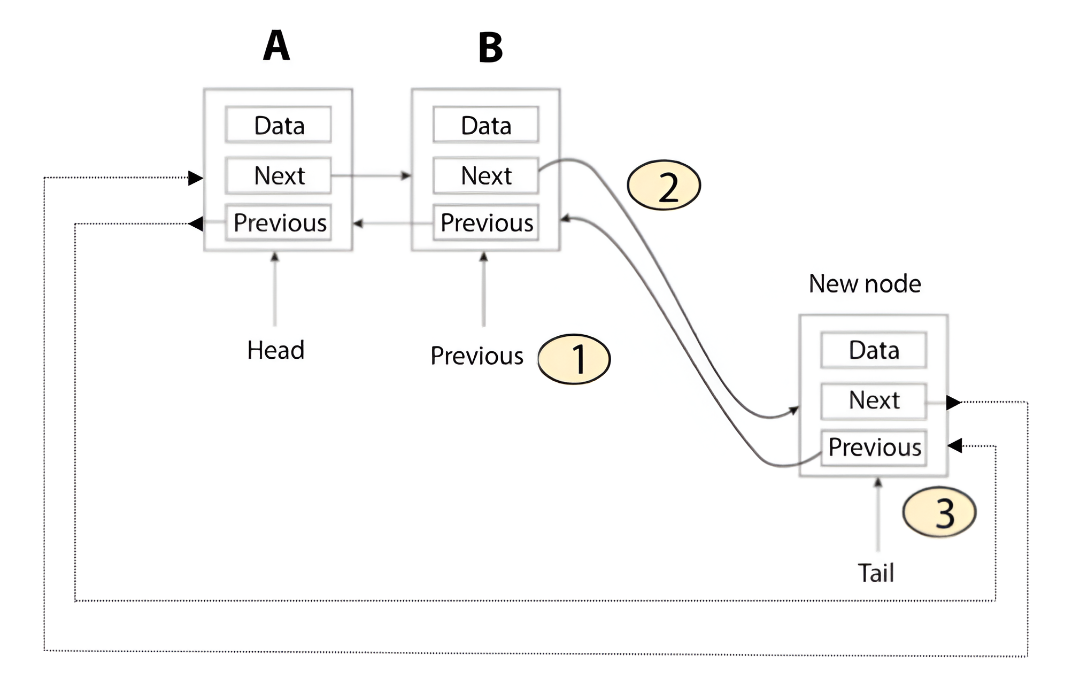 A
B
Data
Next
Previous
Data
Next
Previous
2
Head
Previous
1
New node
Data
Next
Previous
3
Tail